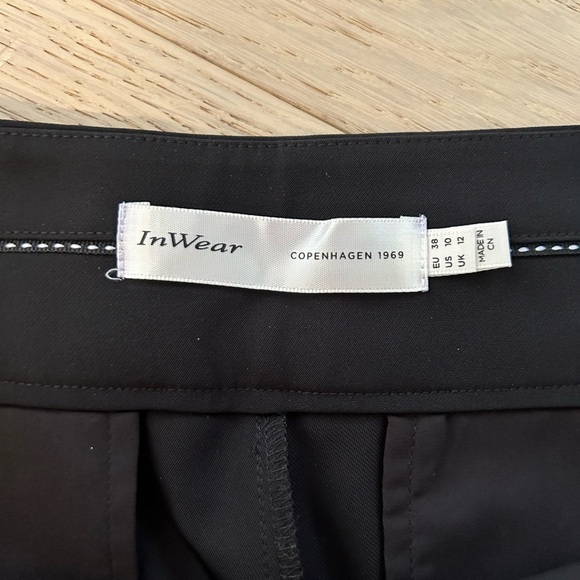 InWear
COPENHAGEN 1969
EU 38
US 10
UK 12
MADE IN
CN